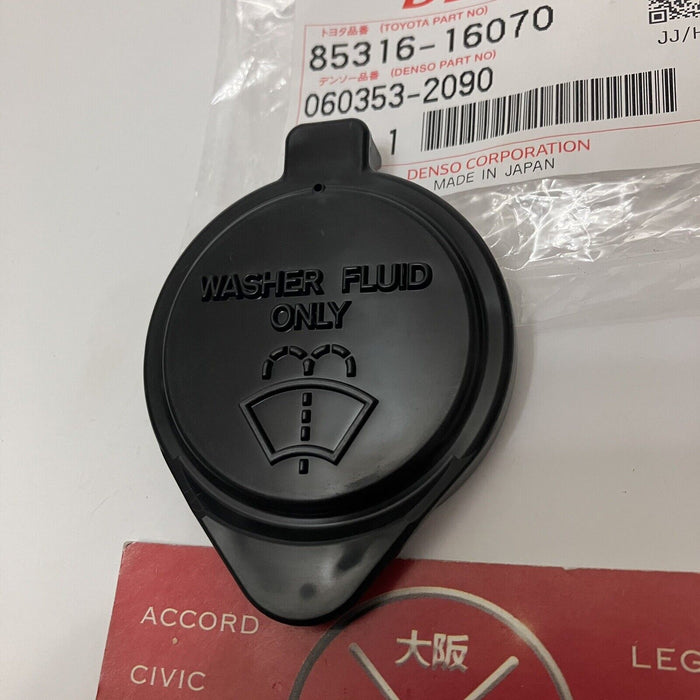 トヨタ品番 (TOYOTA PART NO)
85316-16070
デンソー品番 (DENSO PART NO)
060353-2090
1
DENSO CORPORATION
MADE IN JAPAN
JJ/H
WASHER FLUID
ONLY
ACCORD
CIVIC
大阪
LEG